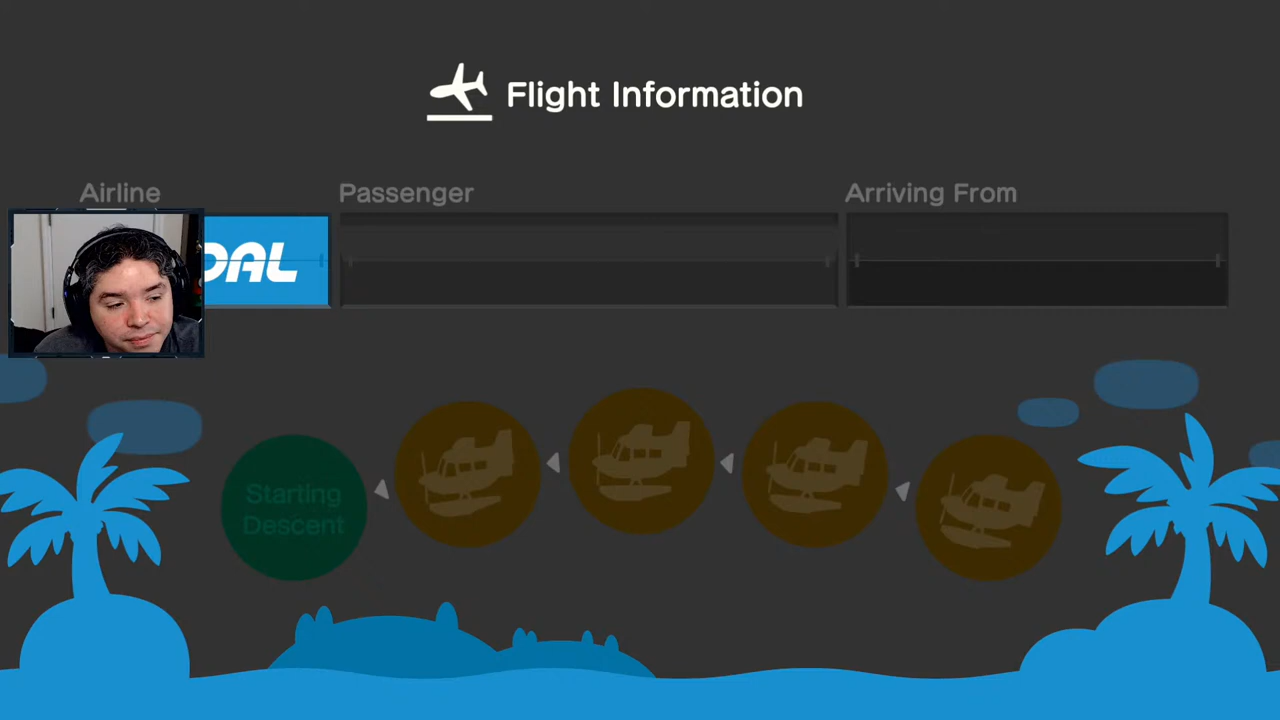 Flight Information
Airline
Passenger
Arriving From
DAL
Starting
Descent